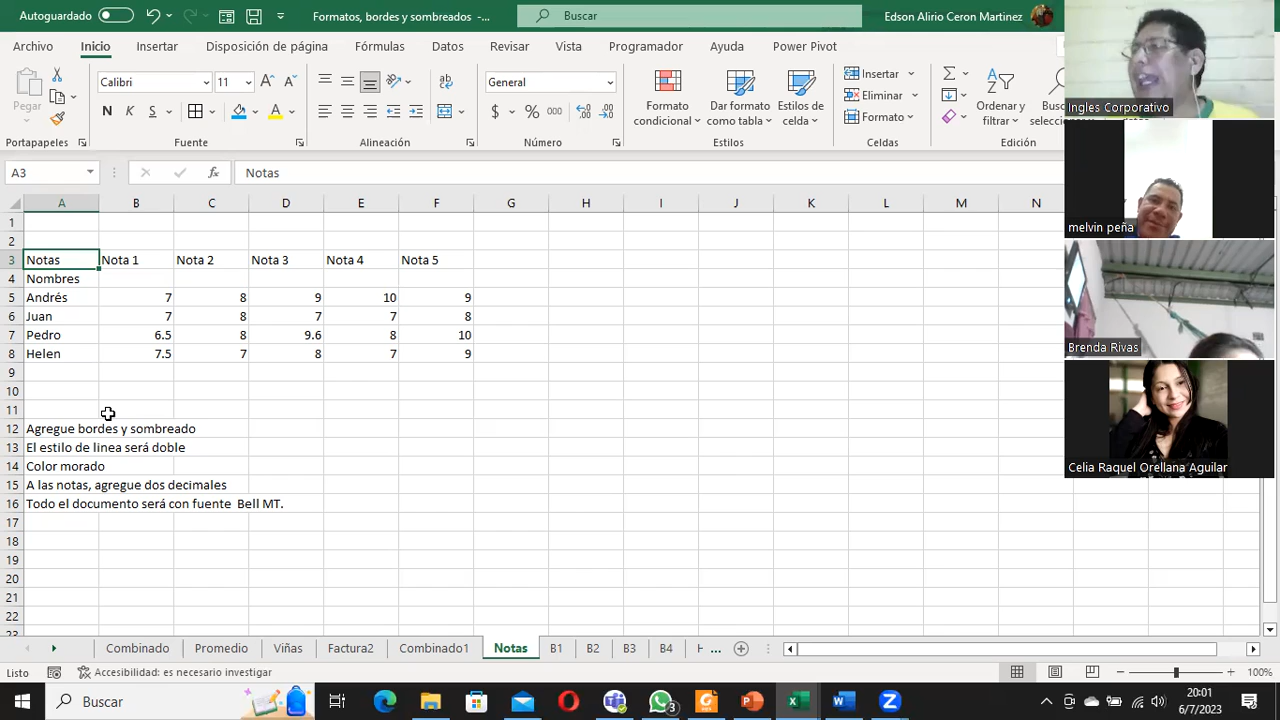 Autoguardado
Formatos, bordes y sombreados -...
Buscar
Edson Alirio Ceron Martinez
Archivo Inicio Insertar Disposición de página Fórmulas Datos Revisar Vista Programador Ayuda Power Pivot
Pegar
Calibri 11
N K S
General
$ % 000
Formato condicional
Dar formato como tabla
Estilos de celda
Insertar
Eliminar
Formato
Ordenar y filtrar
Portapapeles Fuente Alineación Número Estilos Celdas Edición
A3 fx Notas
A B C D E F G H I J K L M N
1
2
3 Notas Nota 1 Nota 2 Nota 3 Nota 4 Nota 5
4 Nombres
5 Andrés 7 8 9 10 9
6 Juan 7 8 7 7 8
7 Pedro 6.5 8 9.6 8 10
8 Helen 7.5 7 8 7 9
9
10
11
12 Agregue bordes y sombreado
13 El estilo de linea será doble
14 Color morado
15 A las notas, agregue dos decimales
16 Todo el documento será con fuente Bell MT.
17
18
19
20
21
22
23
Combinado Promedio Viñas Factura2 Combinado1 Notas B1 B2 B3 B4 ...
Listo Accesibilidad: es necesario investigar 100%
Buscar
3
20:01
6/7/2023
Ingles Corporativo
melvin peña
Brenda Rivas
Celia Raquel Orellana Aguilar